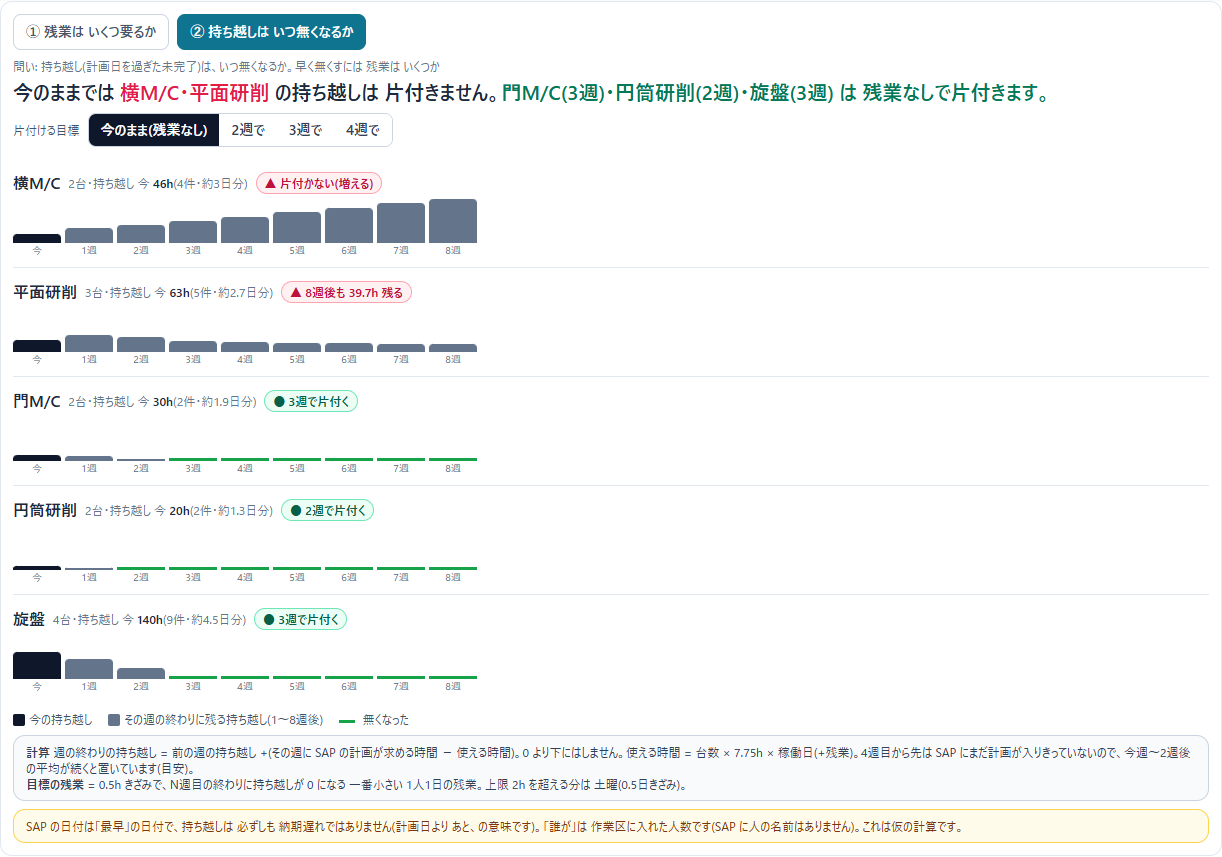 ① 残業は いくつ要るか ② 持ち越しは いつ無くなるか
問い: 持ち越し(計画日を過ぎた未完了)は、いつ無くなるか。早く無くすには 残業は いくつか
今のままでは 横M/C・平面研削 の持ち越しは 片付きません。門M/C(3週)・円筒研削(2週)・旋盤(3週) は 残業なしで片付きます。
片付ける目標 今のまま(残業なし) 2週で 3週で 4週で
横M/C 2台・持ち越し 今 46h(4件・約3日分) ▲ 片付かない(増える)
今 1週 2週 3週 4週 5週 6週 7週 8週
平面研削 3台・持ち越し 今 63h(5件・約2.7日分) ▲ 8週後も 39.7h 残る
今 1週 2週 3週 4週 5週 6週 7週 8週
門M/C 2台・持ち越し 今 30h(2件・約1.9日分) ● 3週で片付く
今 1週 2週 3週 4週 5週 6週 7週 8週
円筒研削 2台・持ち越し 今 20h(2件・約1.3日分) ● 2週で片付く
今 1週 2週 3週 4週 5週 6週 7週 8週
旋盤 4台・持ち越し 今 140h(9件・約4.5日分) ● 3週で片付く
今 1週 2週 3週 4週 5週 6週 7週 8週
今の持ち越し その週の終わりに残る持ち越し(1〜8週後) 無くなった
計算 週の終わりの持ち越し = 前の週の持ち越し +(その週に SAP の計画が求める時間 − 使える時間)。0 より下にはしません。使える時間 = 台数 × 7.75h × 稼働日(+残業)。4週目から先は SAP にまだ計画が入りきっていないので、今週〜2週後
の平均が続くと置いています(目安)。
目標の残業 = 0.5h きざみで、N週目の終わりに持ち越しが 0 になる 一番小さい 1人1日の残業。上限 2h を超える分は 土曜(0.5日きざみ)。
SAP の日付は「最早」の日付で、持ち越しは 必ずしも 納期遅れではありません(計画日より あと、の意味です)。「誰が」は 作業区に入れた人数です(SAP に人の名前はありません)。これは仮の計算です。